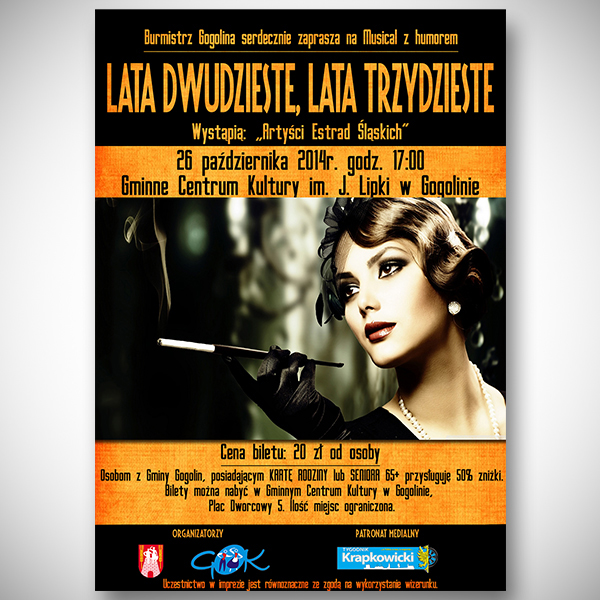 Burmistrz Gogolina serdecznie zaprasza na Musical z humorem
LATA DWUDZIESTE, LATA TRZYDZIESTE
Wystąpią: „Artyści Estrad Śląskich”
26 października 2014r. godz. 17:00
Gminne Centrum Kultury im. J. Lipki w Gogolinie
Cena biletu: 20 zł od osoby
Osobom z Gminy Gogolin, posiadającym KARTĘ RODZINY lub SENIORA 65+ przysługuje 50% zniżki.
Bilety można nabyć w Gminnym Centrum Kultury w Gogolinie,
Plac Dworcowy 5. Ilość miejsc ograniczona.
ORGANIZATORZY
PATRONAT MEDIALNY
GCK
TYGODNIK
Krapkowicki
Uczestnictwo w imprezie jest równoznaczne ze zgodą na wykorzystanie wizerunku.